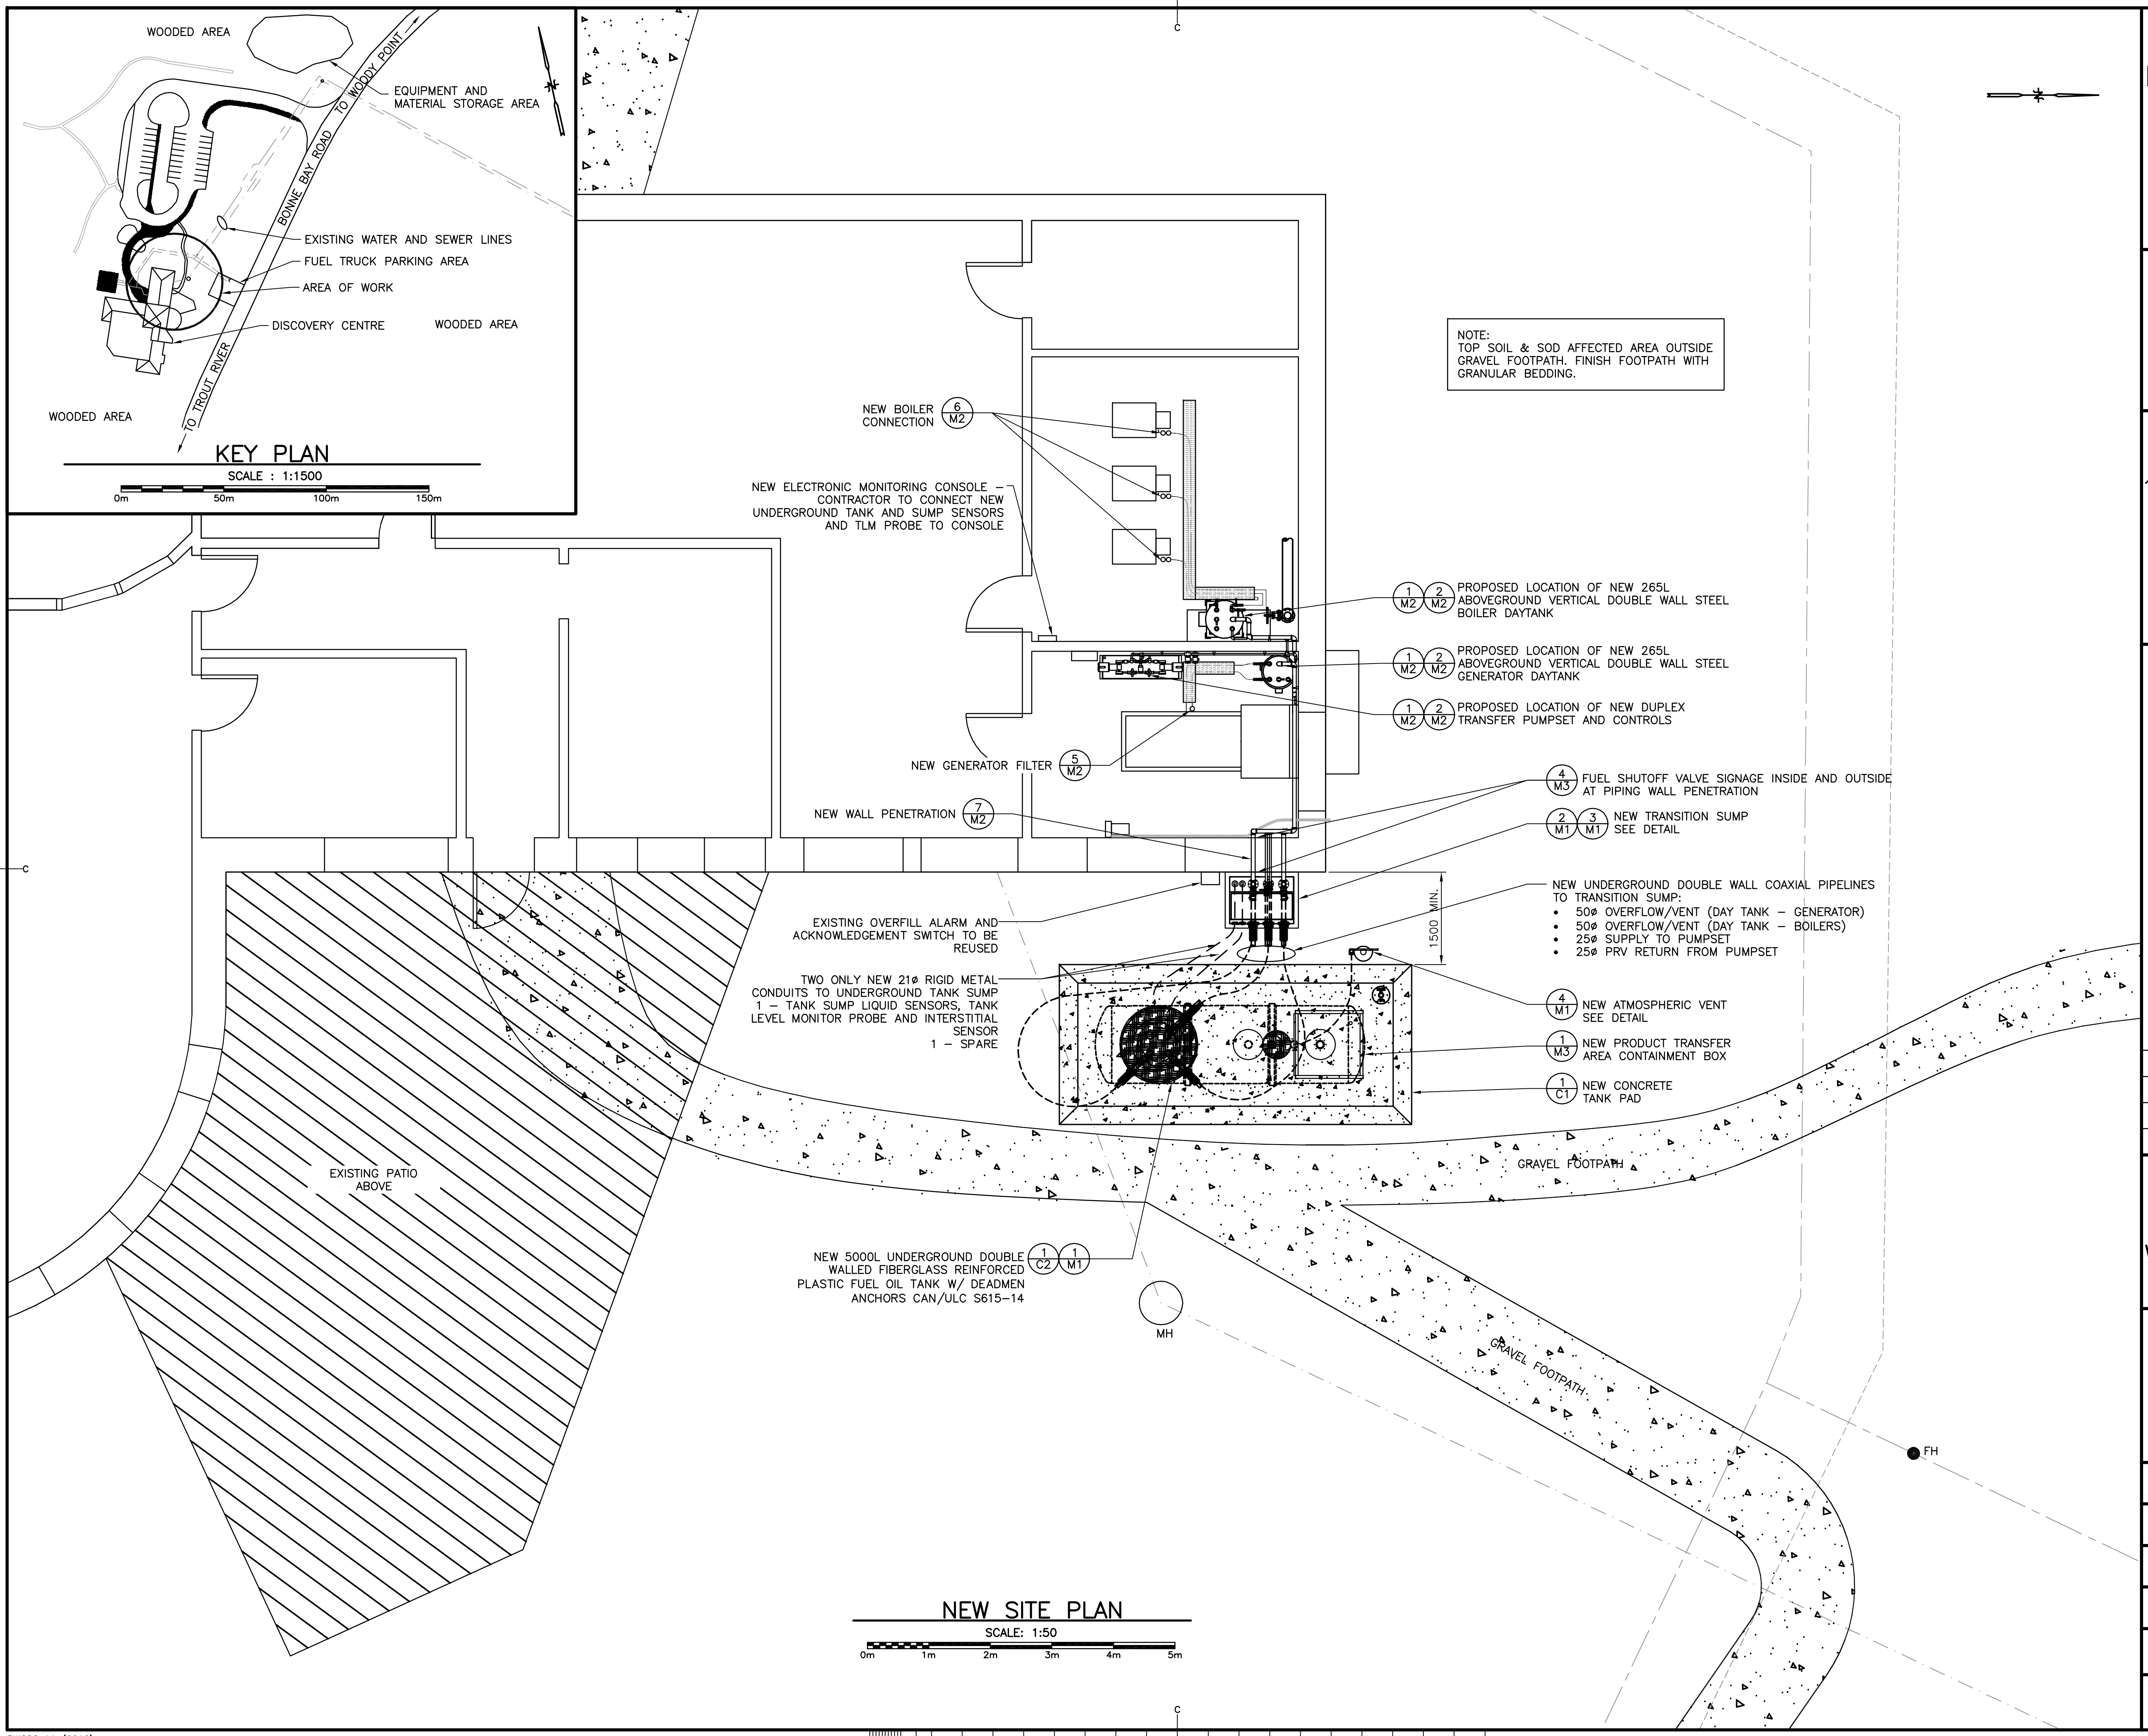 WOODED AREA
TO WOODY POINT
EQUIPMENT AND
MATERIAL STORAGE AREA
N
BONNE BAY ROAD
EXISTING WATER AND SEWER LINES
FUEL TRUCK PARKING AREA
AREA OF WORK
DISCOVERY CENTRE
WOODED AREA
TO TROUT RIVER
WOODED AREA
KEY PLAN
SCALE : 1:1500
0m 50m 100m 150m
C
N
NOTE:
TOP SOIL & SOD AFFECTED AREA OUTSIDE
GRAVEL FOOTPATH. FINISH FOOTPATH WITH
GRANULAR BEDDING.
NEW BOILER
CONNECTION
6
M2
NEW ELECTRONIC MONITORING CONSOLE –
CONTRACTOR TO CONNECT NEW
UNDERGROUND TANK AND SUMP SENSORS
AND TLM PROBE TO CONSOLE
1 2
M2 M2
PROPOSED LOCATION OF NEW 265L
ABOVEGROUND VERTICAL DOUBLE WALL STEEL
BOILER DAYTANK
1 2
M2 M2
PROPOSED LOCATION OF NEW 265L
ABOVEGROUND VERTICAL DOUBLE WALL STEEL
GENERATOR DAYTANK
1 2
M2 M2
PROPOSED LOCATION OF NEW DUPLEX
TRANSFER PUMPSET AND CONTROLS
NEW GENERATOR FILTER
5
M2
4
M3
FUEL SHUTOFF VALVE SIGNAGE INSIDE AND OUTSIDE
AT PIPING WALL PENETRATION
NEW WALL PENETRATION
7
M2
2 3
M1 M1
NEW TRANSITION SUMP
SEE DETAIL
C
1500 MIN.
NEW UNDERGROUND DOUBLE WALL COAXIAL PIPELINES
TO TRANSITION SUMP:
• 50ø OVERFLOW/VENT (DAY TANK – GENERATOR)
• 50ø OVERFLOW/VENT (DAY TANK – BOILERS)
• 25ø SUPPLY TO PUMPSET
• 25ø PRV RETURN FROM PUMPSET
EXISTING OVERFILL ALARM AND
ACKNOWLEDGEMENT SWITCH TO BE
REUSED
TWO ONLY NEW 21ø RIGID METAL
CONDUITS TO UNDERGROUND TANK SUMP
1 – TANK SUMP LIQUID SENSORS, TANK
LEVEL MONITOR PROBE AND INTERSTITIAL
SENSOR
1 – SPARE
4
M1
NEW ATMOSPHERIC VENT
SEE DETAIL
1
M3
NEW PRODUCT TRANSFER
AREA CONTAINMENT BOX
1
C1
NEW CONCRETE
TANK PAD
EXISTING PATIO
ABOVE
GRAVEL FOOTPATH
NEW 5000L UNDERGROUND DOUBLE
WALLED FIBERGLASS REINFORCED
PLASTIC FUEL OIL TANK W/ DEADMEN
ANCHORS CAN/ULC S615–14
1 1
C2 M1
MH
GRAVEL FOOTPATH
FH
NEW SITE PLAN
SCALE: 1:50
0m 1m 2m 3m 4m 5m
C